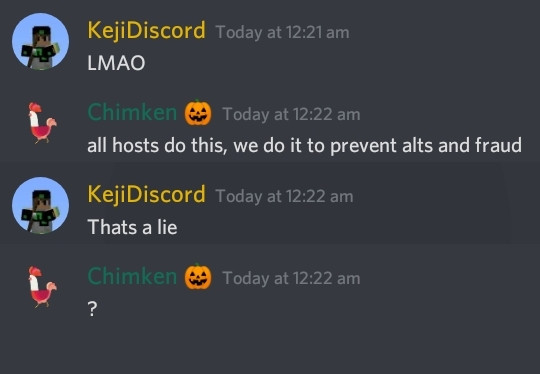 KejiDiscord Today at 12:21 am
LMAO
Chimken 🎃 Today at 12:22 am
all hosts do this, we do it to prevent alts and fraud
KejiDiscord Today at 12:22 am
Thats a lie
Chimken 🎃 Today at 12:22 am
?